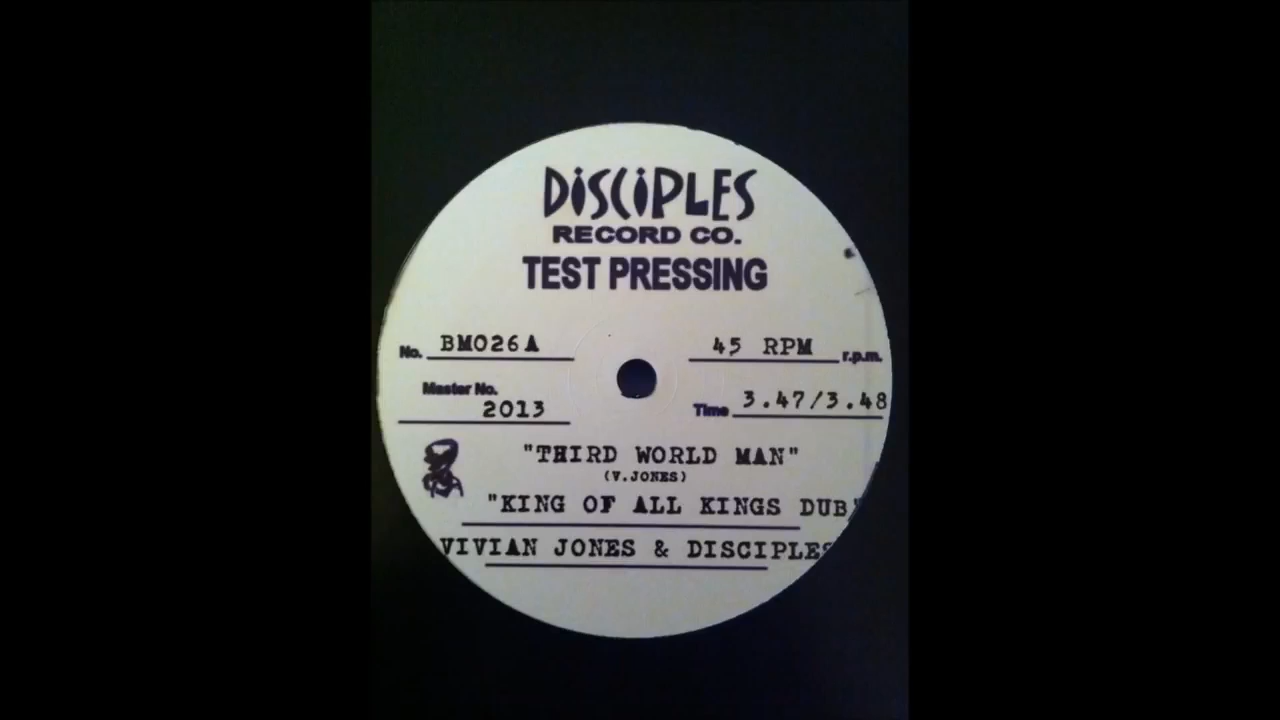 DiSCiPLES
RECORD CO.
TEST PRESSING
No. BM026A
45 RPM r.p.m.
Master No. 2013
Time 3.47/3.48
"THIRD WORLD MAN"
(V.JONES)
"KING OF ALL KINGS DUB"
VIVIAN JONES & DISCIPLES